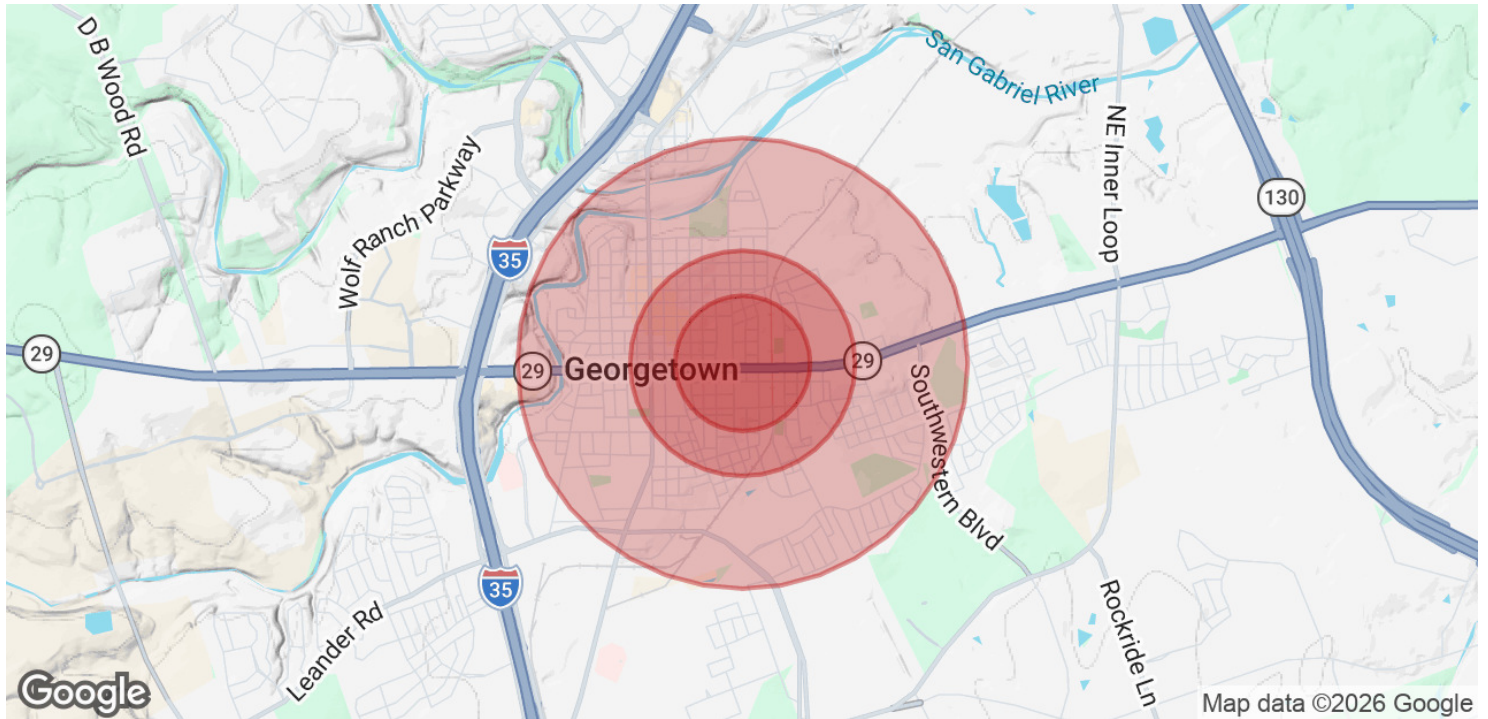 D B Wood Rd
San Gabriel River
Wolf Ranch Parkway
NE Inner Loop
130
35
29
29
Georgetown
29
Southwestern Blvd
35
Leander Rd
Rockride Ln
Google
Map data ©2026 Google